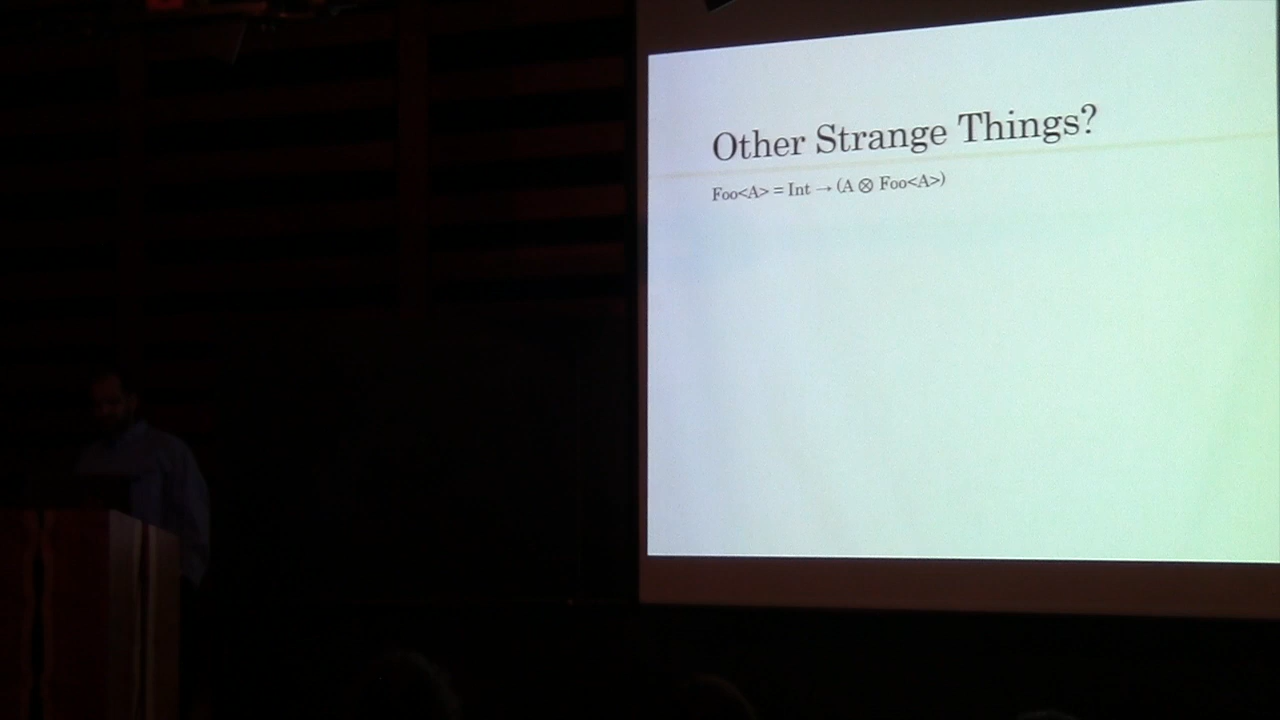 Other Strange Things?
Foo<A> = Int → (A ⊗ Foo<A>)